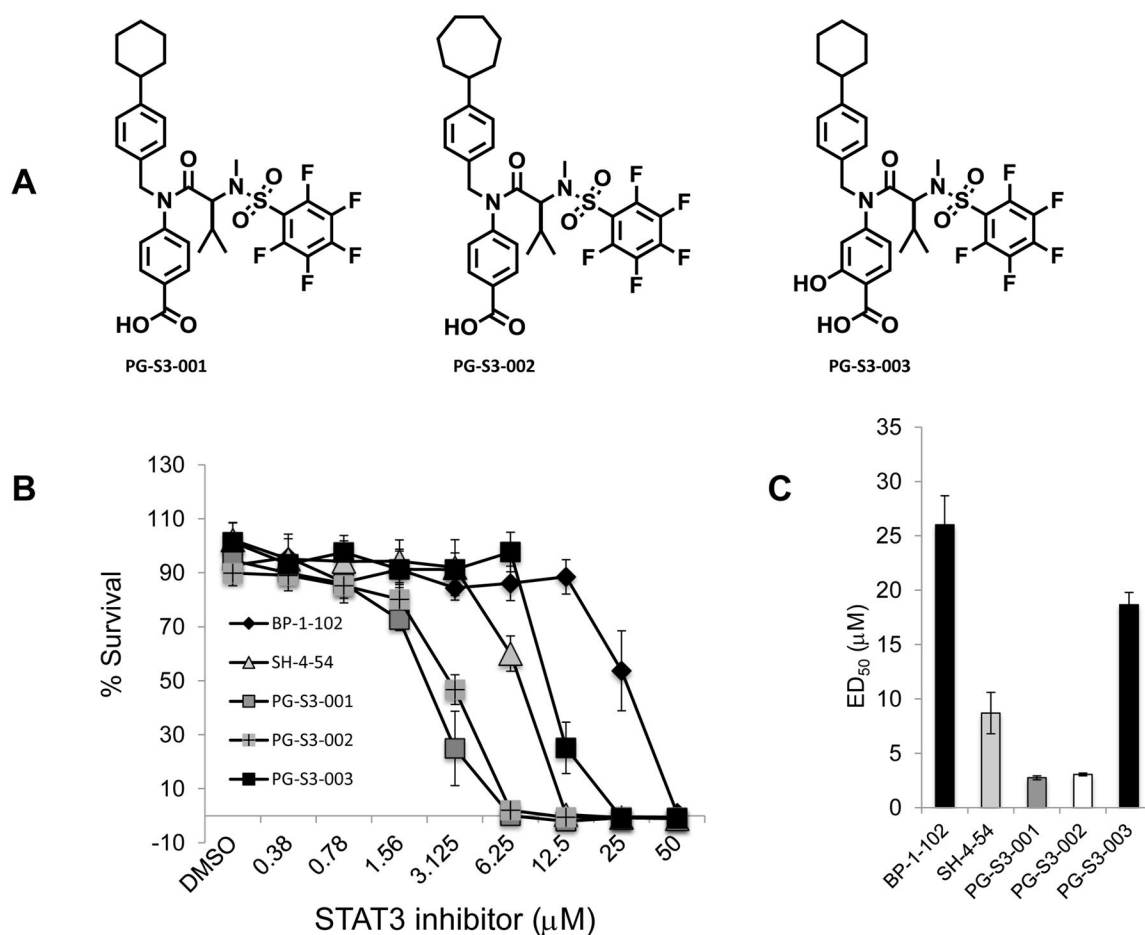 A
O
N
N
O
S
O
F
F
F
F
F
HO
O
PG-S3-001
O
N
N
O
S
O
F
F
F
F
F
HO
O
PG-S3-002
O
N
N
O
S
O
F
F
F
F
F
HO
HO
O
PG-S3-003
B
% Survival
130
110
90
70
50
30
10
-10
BP-1-102
SH-4-54
PG-S3-001
PG-S3-002
PG-S3-003
DMSO
0.38
0.78
1.56
3.125
6.25
12.5
25
50
STAT3 inhibitor (μM)
C
ED50 (μM)
35
30
25
20
15
10
5
0
BP-1-102
SH-4-54
PG-S3-001
PG-S3-002
PG-S3-003